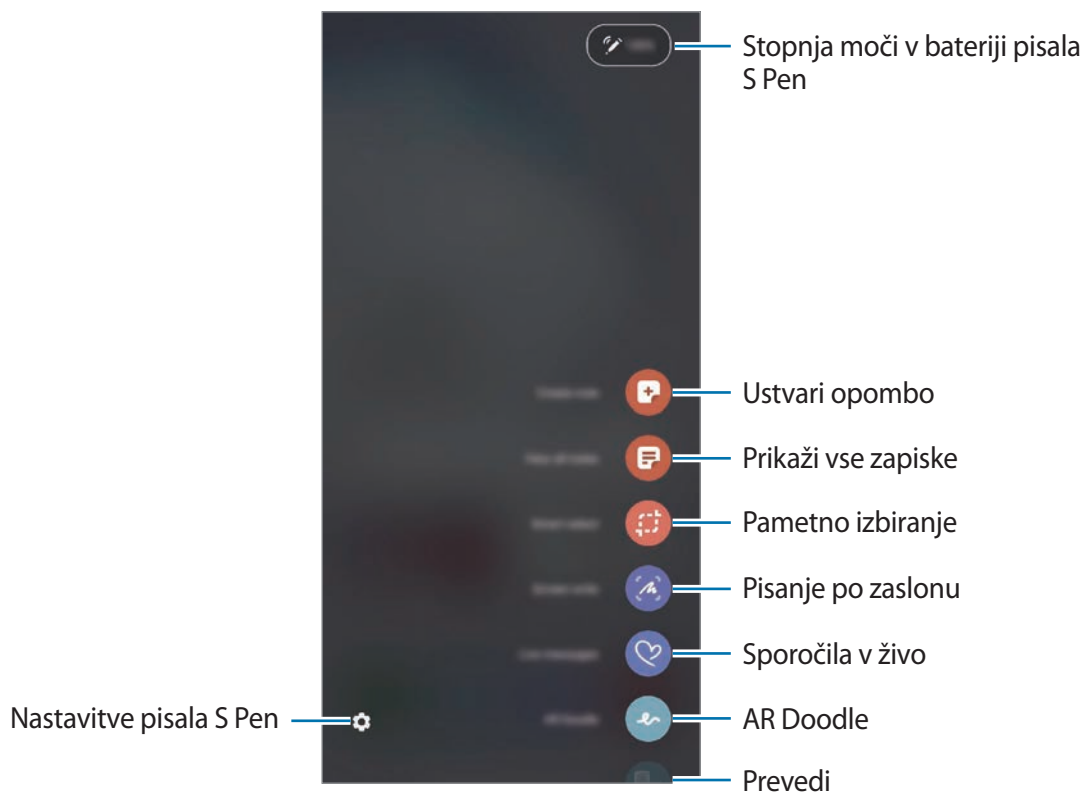 Stopnja moči v bateriji pisala
S Pen
Ustvari opombo
Prikaži vse zapiske
Pametno izbiranje
Pisanje po zaslonu
Sporočila v živo
Nastavitve pisala S Pen
AR Doodle
Prevedi